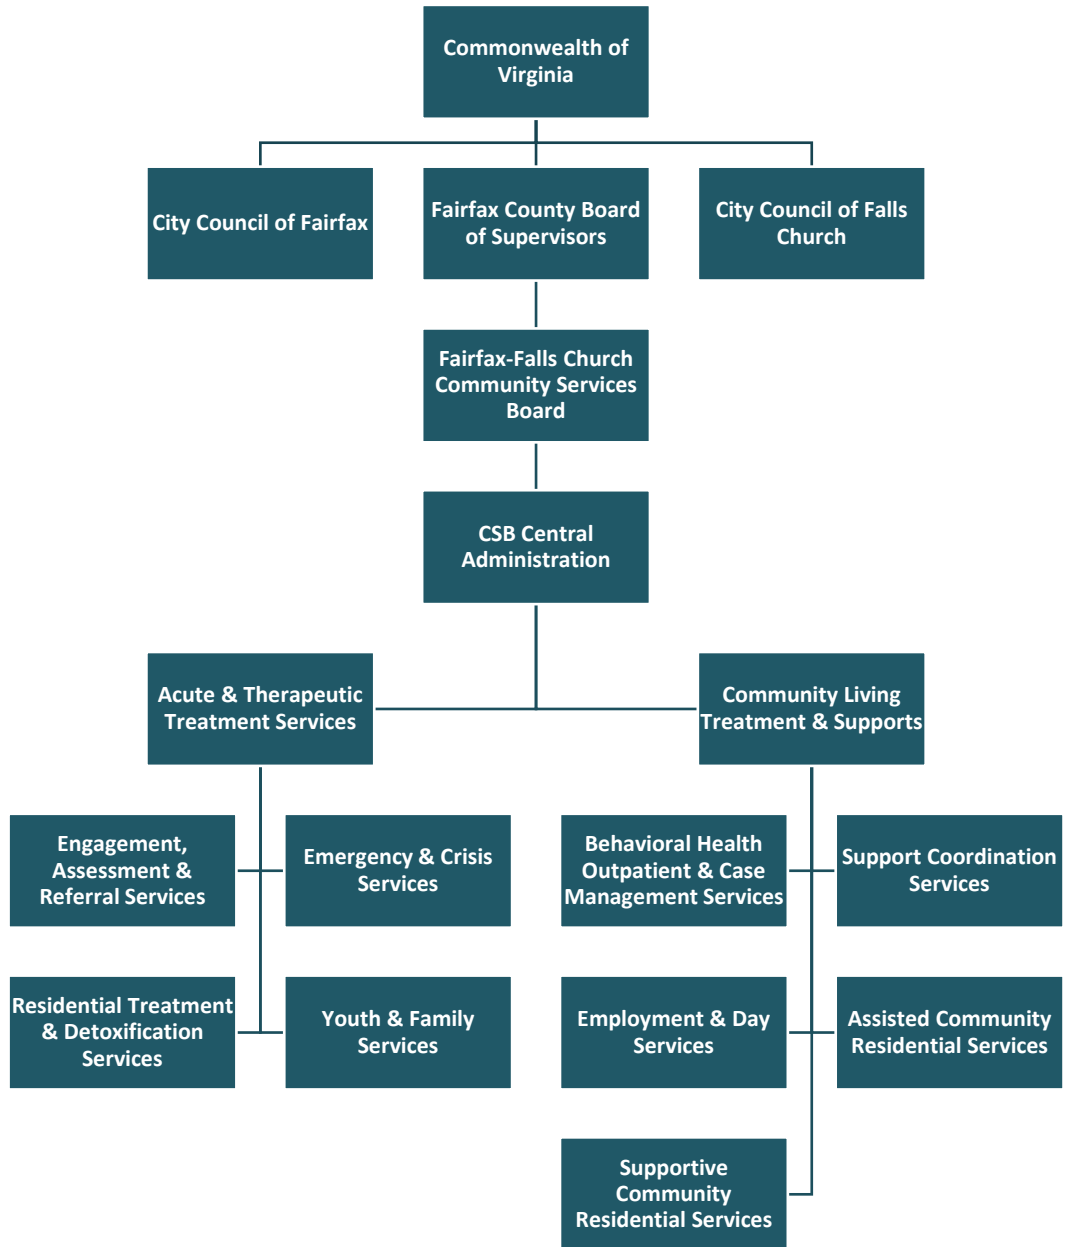 Commonwealth of
Virginia
City Council of Fairfax
Fairfax County Board
of Supervisors
City Council of Falls
Church
Fairfax-Falls Church
Community Services
Board
CSB Central
Administration
Acute & Therapeutic
Treatment Services
Community Living
Treatment & Supports
Engagement,
Assessment &
Referral Services
Emergency & Crisis
Services
Behavioral Health
Outpatient & Case
Management Services
Support Coordination
Services
Residential Treatment
& Detoxification
Services
Youth & Family
Services
Employment & Day
Services
Assisted Community
Residential Services
Supportive
Community
Residential Services